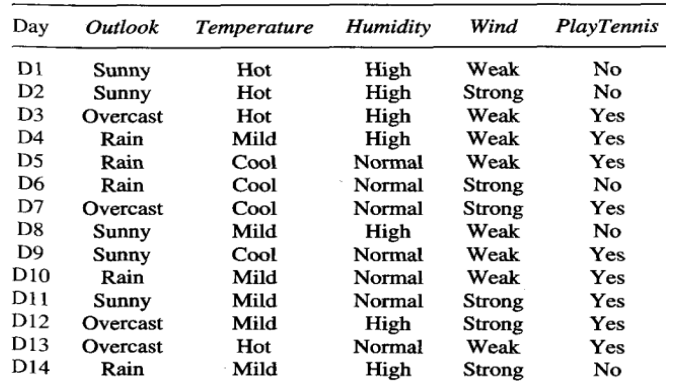 Day Outlook Temperature Humidity Wind PlayTennis
D1 Sunny Hot High Weak No
D2 Sunny Hot High Strong No
D3 Overcast Hot High Weak Yes
D4 Rain Mild High Weak Yes
D5 Rain Cool Normal Weak Yes
D6 Rain Cool Normal Strong No
D7 Overcast Cool Normal Strong Yes
D8 Sunny Mild High Weak No
D9 Sunny Cool Normal Weak Yes
D10 Rain Mild Normal Weak Yes
D11 Sunny Mild Normal Strong Yes
D12 Overcast Mild High Strong Yes
D13 Overcast Hot Normal Weak Yes
D14 Rain Mild High Strong No